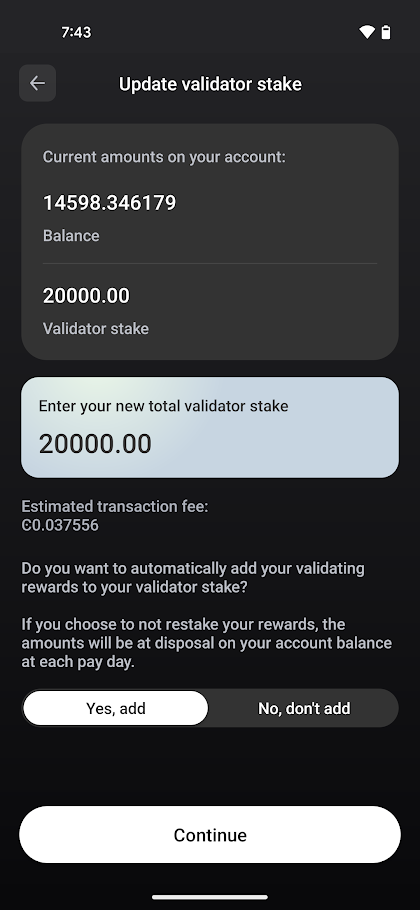 7:43
Update validator stake
Current amounts on your account:
14598.346179
Balance
20000.00
Validator stake
Enter your new total validator stake
20000.00
Estimated transaction fee:
Ͼ0.037556
Do you want to automatically add your validating
rewards to your validator stake?
If you choose to not restake your rewards, the
amounts will be at disposal on your account balance
at each pay day.
Yes, add
No, don't add
Continue